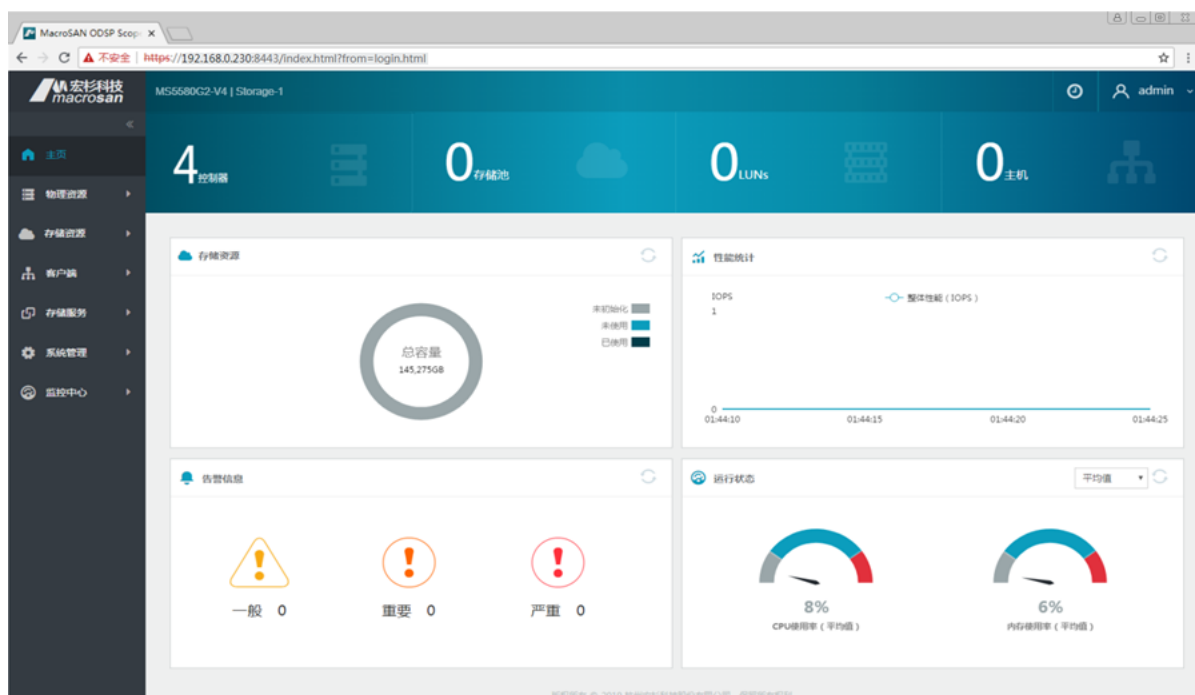 MacroSAN ODSP Scope
不安全 https://192.168.0.230:8443/index.html?from=login.html
宏杉科技
macrosan
MS5580G2-V4 | Storage-1
admin
主页
物理资源
存储资源
客户端
存储服务
系统管理
监控中心
4 控制器
0 存储池
0 LUNs
0 主机
存储资源
未初始化
未使用
已使用
总容量
145,275GB
性能统计
IOPS
整体性能（IOPS）
1
0
01:44:10 01:44:15 01:44:20 01:44:25
告警信息
一般 0
重要 0
严重 0
运行状态
平均值
8%
CPU使用率（平均值）
6%
内存使用率（平均值）